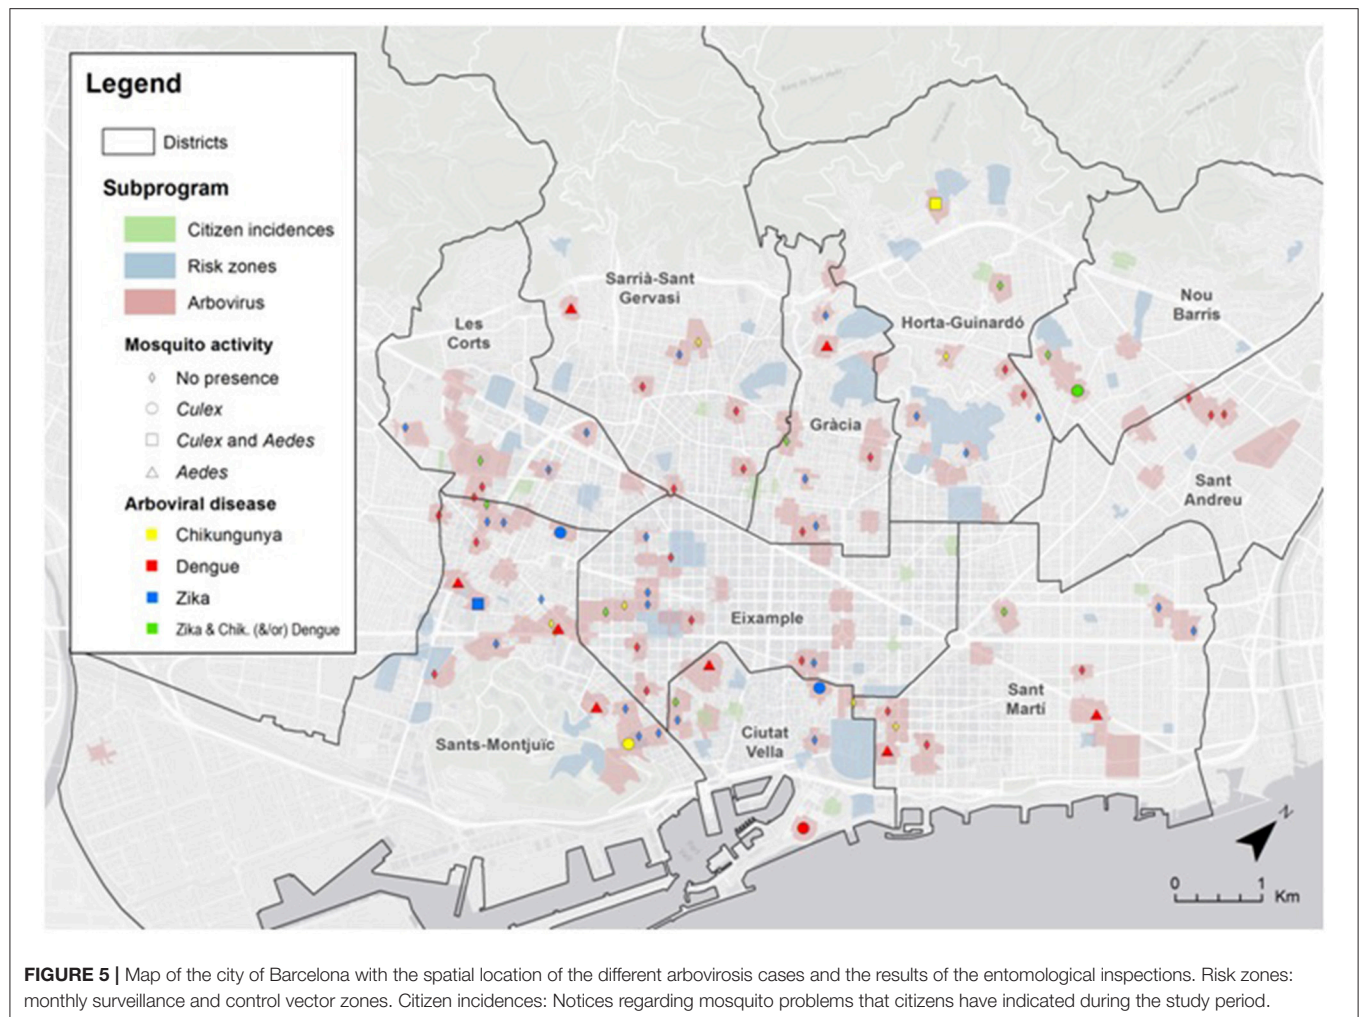 Legend
Districts
Subprogram
Citizen incidences
Risk zones
Arbovirus
Mosquito activity
No presence
Culex
Culex and Aedes
Aedes
Arboviral disease
Chikungunya
Dengue
Zika
Zika & Chik. (&/or) Dengue
Sarrià-Sant
Gervasi
Les
Corts
Horta-Guinardó
Nou
Barris
Gràcia
Sant
Andreu
Eixample
Sant
Martí
Ciutat
Vella
Sants-Montjuïc
N
0 1
Km
FIGURE 5 | Map of the city of Barcelona with the spatial location of the different arbovirosis cases and the results of the entomological inspections. Risk zones:
monthly surveillance and control vector zones. Citizen incidences: Notices regarding mosquito problems that citizens have indicated during the study period.